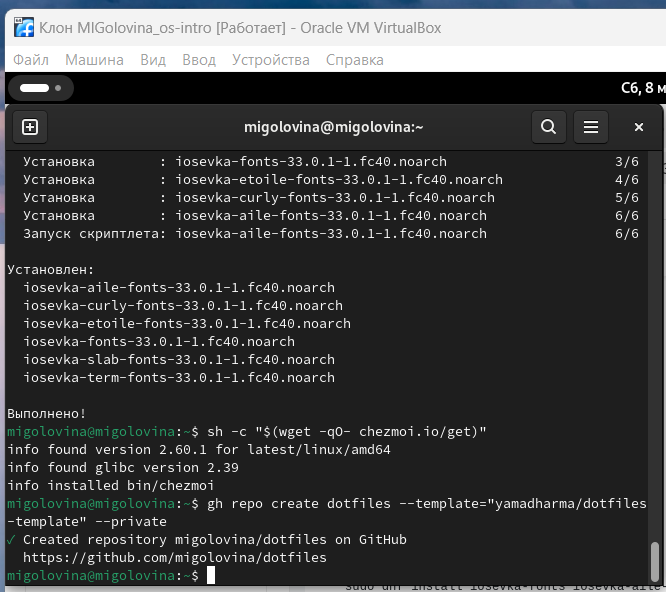 Клон MIGolovina_os-intro [Работает] - Oracle VM VirtualBox
Файл Машина Вид Ввод Устройства Справка
Сб, 8 м
migolovina@migolovina:~
Установка : iosevka-fonts-33.0.1-1.fc40.noarch 3/6
Установка : iosevka-etoile-fonts-33.0.1-1.fc40.noarch 4/6
Установка : iosevka-curly-fonts-33.0.1-1.fc40.noarch 5/6
Установка : iosevka-aile-fonts-33.0.1-1.fc40.noarch 6/6
Запуск скриптлета: iosevka-aile-fonts-33.0.1-1.fc40.noarch 6/6
Установлен:
iosevka-aile-fonts-33.0.1-1.fc40.noarch
iosevka-curly-fonts-33.0.1-1.fc40.noarch
iosevka-etoile-fonts-33.0.1-1.fc40.noarch
iosevka-fonts-33.0.1-1.fc40.noarch
iosevka-slab-fonts-33.0.1-1.fc40.noarch
iosevka-term-fonts-33.0.1-1.fc40.noarch
Выполнено!
migolovina@migolovina:~$ sh -c "$(wget -qO- chezmoi.io/get)"
info found version 2.60.1 for latest/linux/amd64
info found glibc version 2.39
info installed bin/chezmoi
migolovina@migolovina:~$ gh repo create dotfiles --template="yamadharma/dotfiles
-template" --private
✓ Created repository migolovina/dotfiles on GitHub
https://github.com/migolovina/dotfiles
migolovina@migolovina:~$